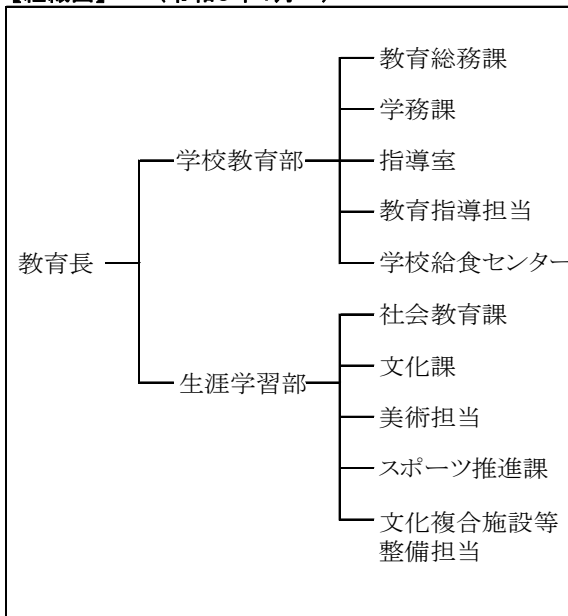 教育総務課
学務課
学校教育部
指導室
教育指導担当
教育長
学校給食センター
社会教育課
生涯学習部
文化課
美術担当
スポーツ推進課
文化複合施設等
整備担当